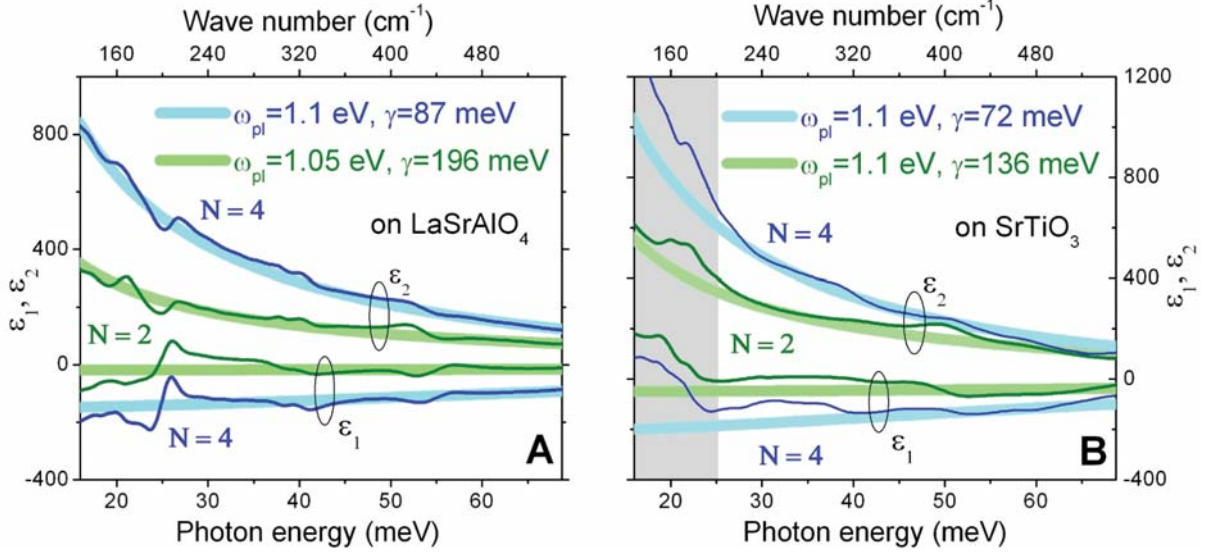 Wave number (cm⁻¹)
160 240 320 400 480
ω_pl=1.1 eV, γ=87 meV
ω_pl=1.05 eV, γ=196 meV
N = 4
on LaSrAlO₄
ε₂
N = 2
ε₁
N = 4
A
800
400
0
-400
ε₁, ε₂
20 30 40 50 60
Photon energy (meV)
Wave number (cm⁻¹)
160 240 320 400 480
ω_pl=1.1 eV, γ=72 meV
ω_pl=1.1 eV, γ=136 meV
N = 4
on SrTiO₃
ε₂
N = 2
ε₁
N = 4
B
1200
800
400
0
-400
ε₁, ε₂
20 30 40 50 60
Photon energy (meV)